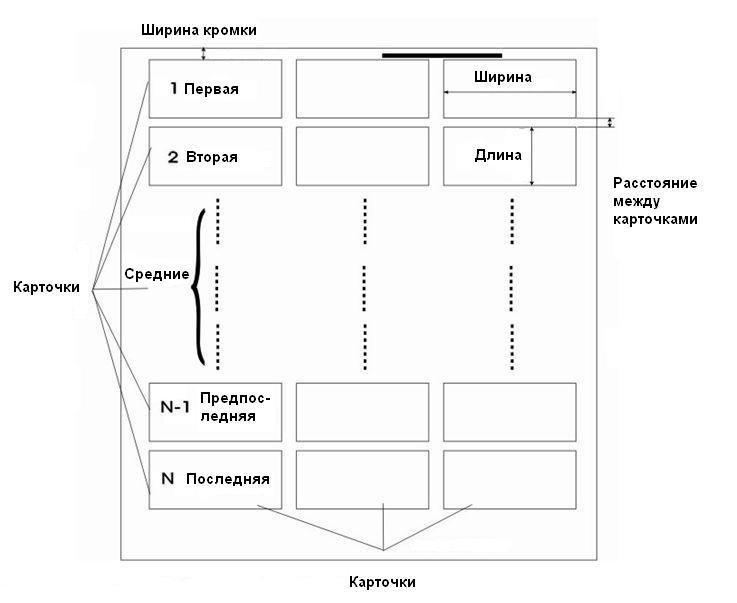 Ширина кромки
1 Первая
Ширина
2 Вторая
Длина
Расстояние
между
карточками
Средние
Карточки
N-1 Предпос-
ледняя
N Последняя
Карточки